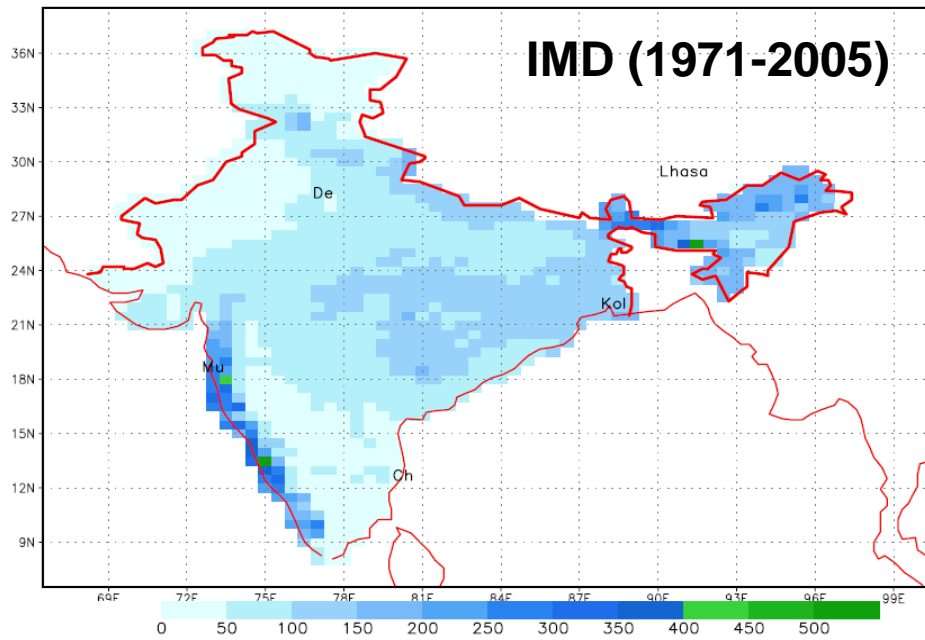 IMD (1971-2005)
36N
33N
30N
Lhasa
De
27N
24N
Kol
21N
Mu
18N
15N
Ch
12N
9N
69E 72E 75E 78E 81E 84E 87E 90E 93E 96E 99E
0 50 100 150 200 250 300 350 400 450 500